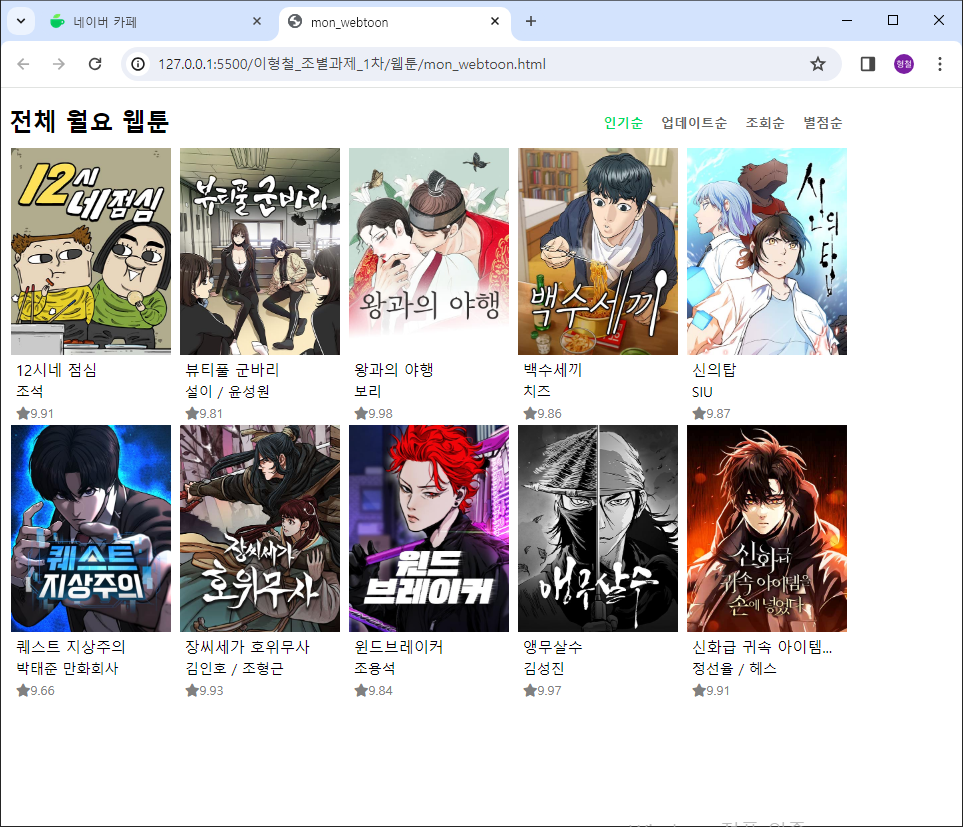 네이버 카페
mon_webtoon
127.0.0.1:5500/이형철_조별과제_1차/웹툰/mon_webtoon.html
형철
전체 월요 웹툰
인기순 업데이트순 조회순 별점순
12시
네점심
뷰티풀 군바리
왕과의 야행
백수세끼
신의탑
12시네 점심
조석
9.91
뷰티풀 군바리
설이 / 윤성원
9.81
왕과의 야행
보리
9.98
백수세끼
치즈
9.86
신의탑
SIU
9.87
퀘스트
지상주의
장씨세가
호위무사
윈드
브레이커
앵무살수
신화급
귀속 아이템을
손에 넣었다
퀘스트 지상주의
박태준 만화회사
9.66
장씨세가 호위무사
김인호 / 조형근
9.93
윈드브레이커
조용석
9.84
앵무살수
김성진
9.97
신화급 귀속 아이템...
정선율 / 헤스
9.91
Windows 정품 인증